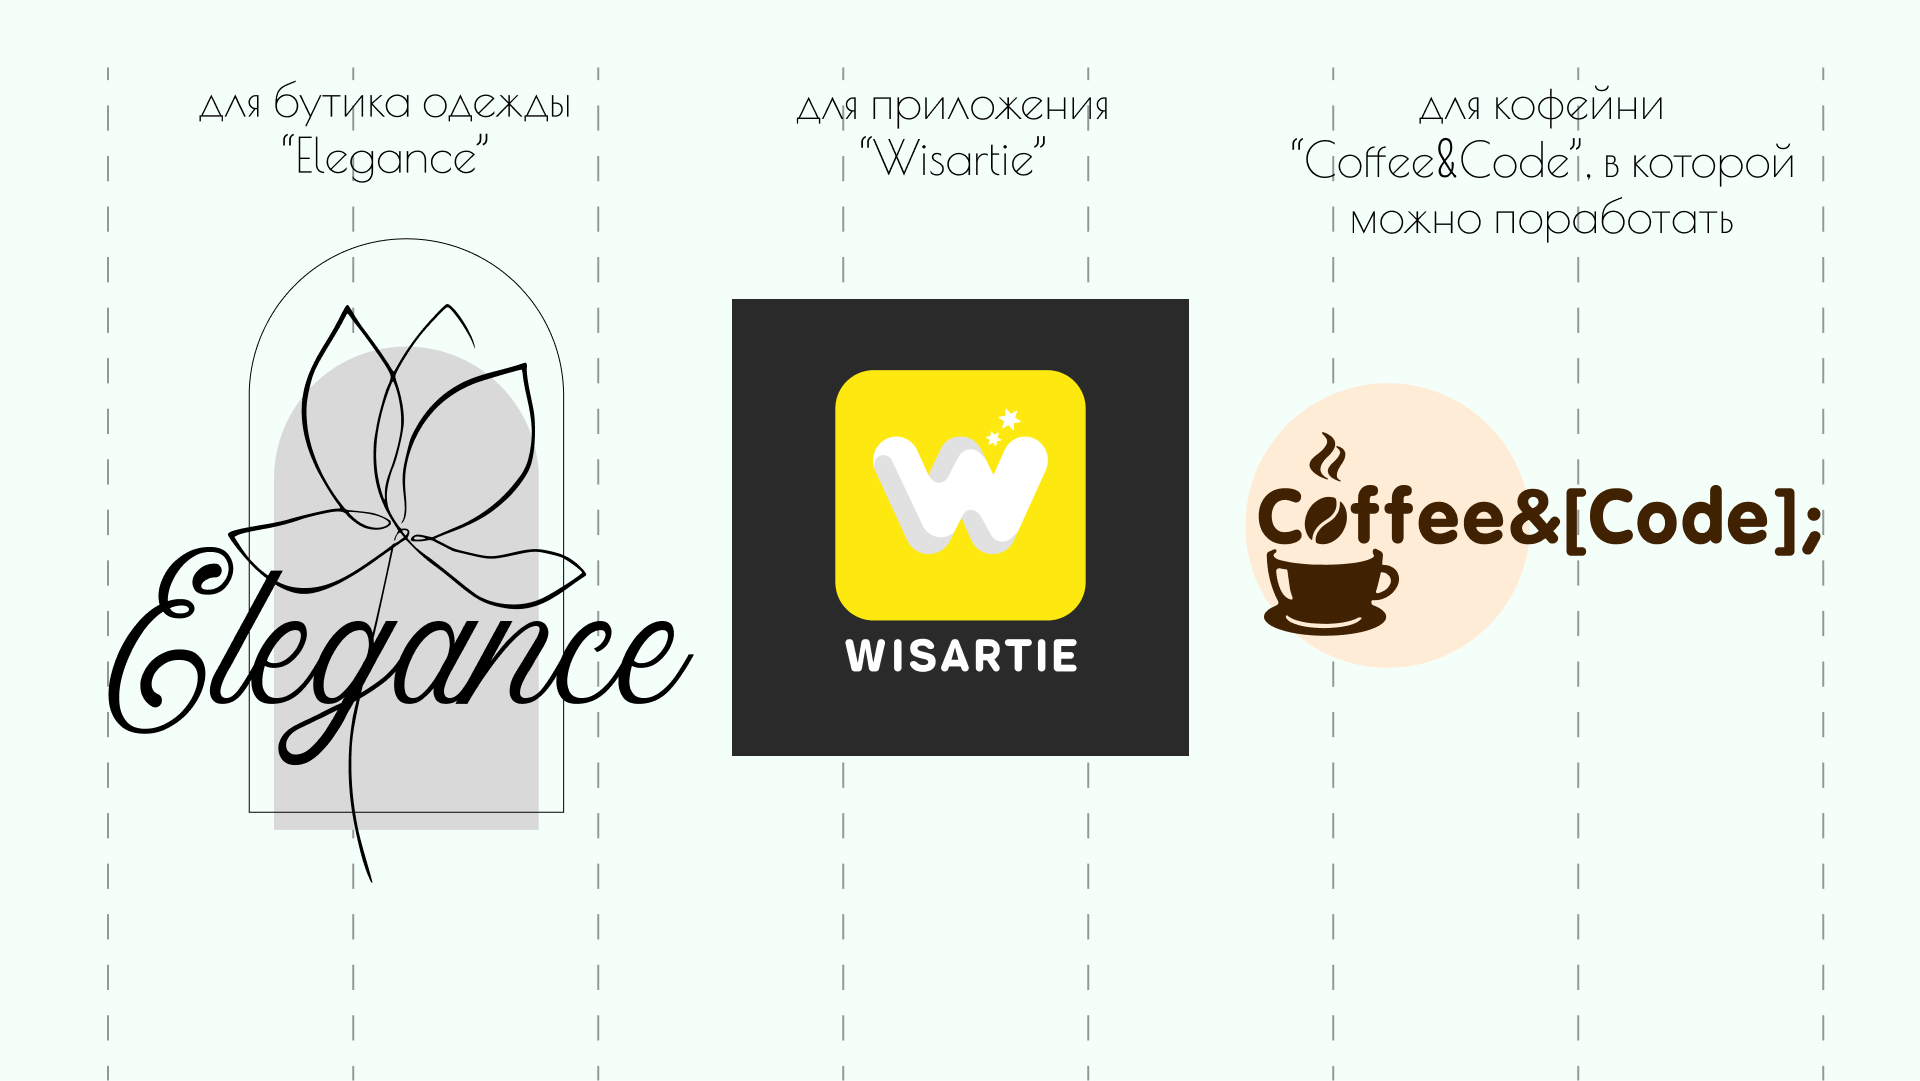 для бутика одежды
“Elegance”
Elegance
для приложения
“Wisartie”
W
WISARTIE
для кофейни
“Coffee&Code”, в которой
можно поработать
Coffee&[Code];